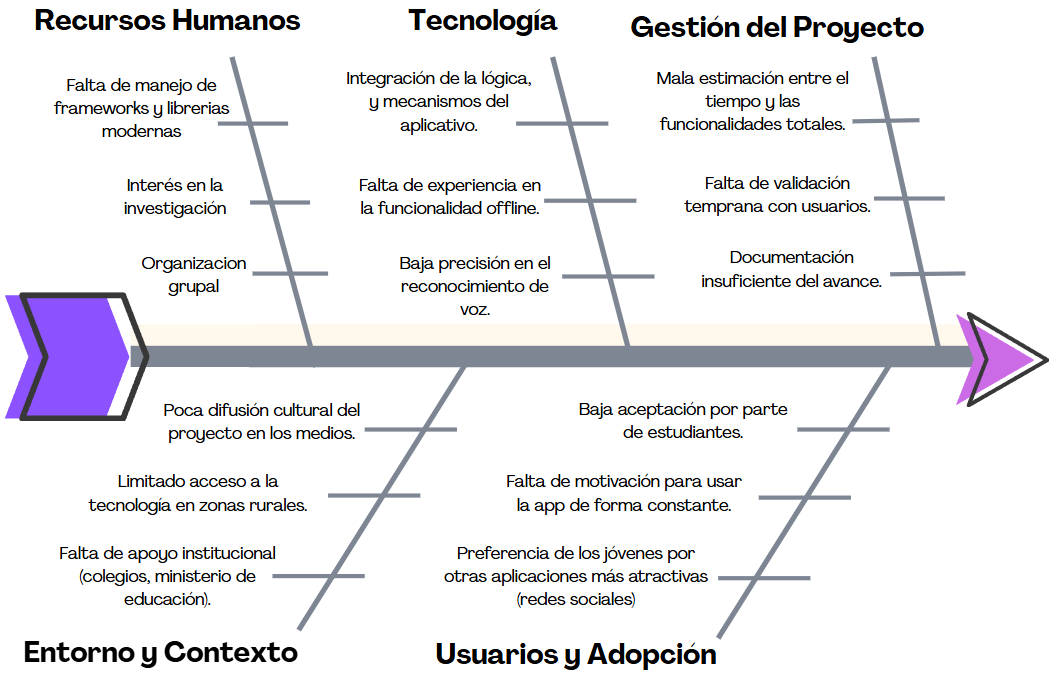 Recursos Humanos
Falta de manejo de
frameworks y librerias
modernas
Interés en la
investigación
Organizacion
grupal
Tecnología
Integración de la lógica,
y mecanismos del
aplicativo.
Falta de experiencia en
la funcionalidad offline.
Baja precisión en el
reconocimiento de
voz.
Gestión del Proyecto
Mala estimación entre el
tiempo y las
funcionalidades totales.
Falta de validación
temprana con usuarios.
Documentación
insuficiente del avance.
Poca difusión cultural del
proyecto en los medios.
Limitado acceso a la
tecnología en zonas rurales.
Falta de apoyo institucional
(colegios, ministerio de
educación).
Entorno y Contexto
Baja aceptación por parte
de estudiantes.
Falta de motivación para usar
la app de forma constante.
Preferencia de los jóvenes por
otras aplicaciones más atractivas
(redes sociales)
Usuarios y Adopción